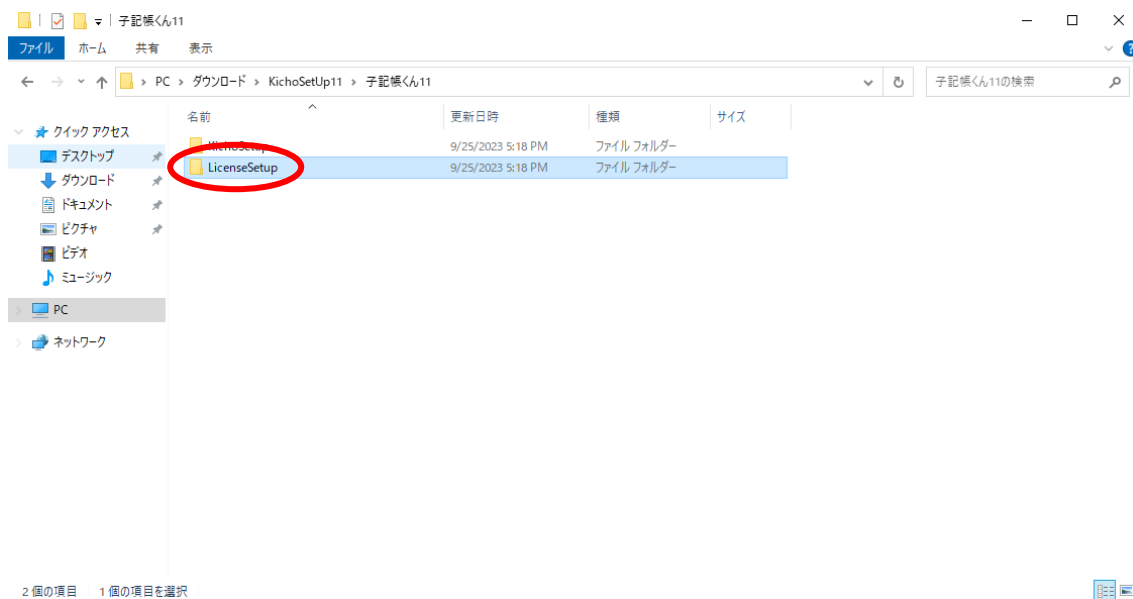 子記帳くん11
ファイル ホーム 共有 表示
PC › ダウンロード › KichoSetUp11 › 子記帳くん11
子記帳くん11の検索
名前 更新日時 種類 サイズ
クイック アクセス
デスクトップ
ダウンロード
ドキュメント
ピクチャ
ビデオ
ミュージック
PC
ネットワーク
KichoSetup 9/25/2023 5:18 PM ファイル フォルダー
LicenseSetup 9/25/2023 5:18 PM ファイル フォルダー
2 個の項目 1 個の項目を選択